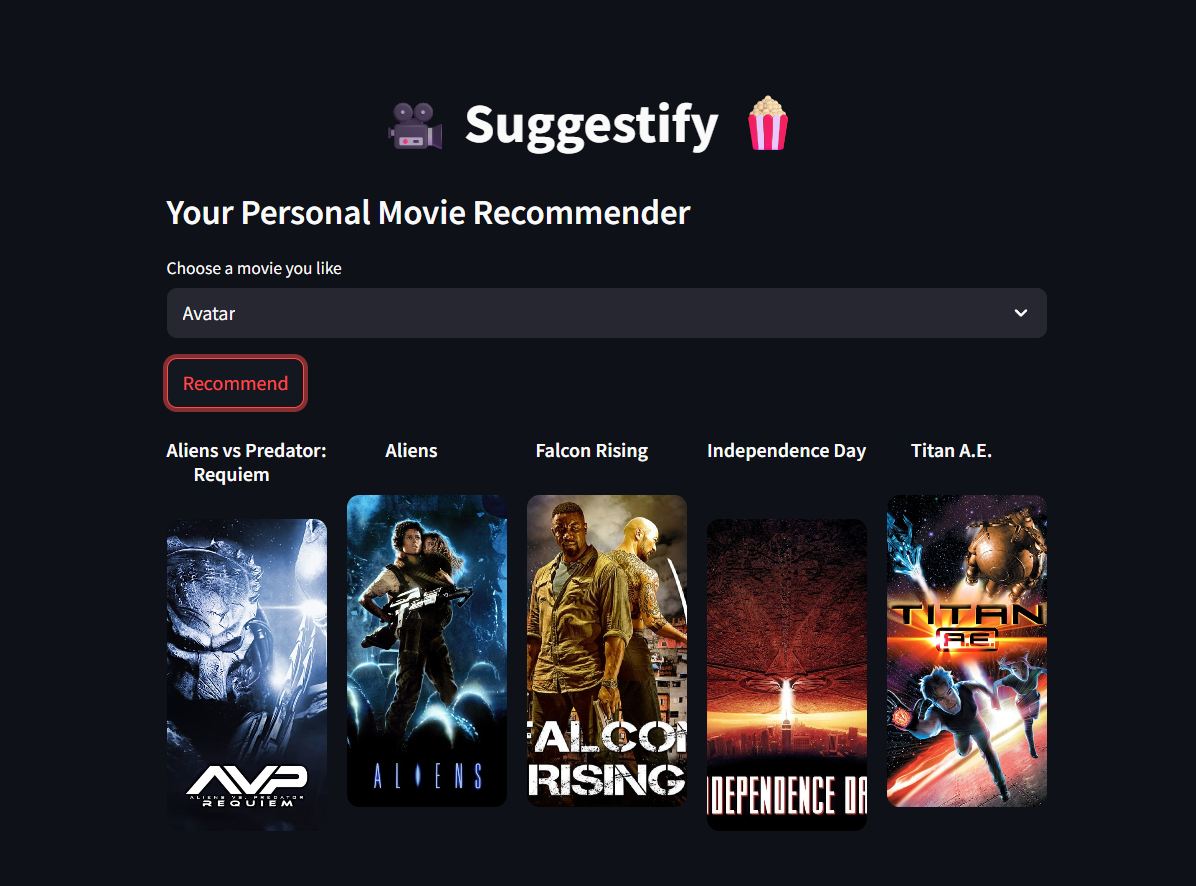 Suggestify
Your Personal Movie Recommender
Choose a movie you like
Avatar
Recommend
Aliens vs Predator:
Requiem
Aliens
Falcon Rising
Independence Day
Titan A.E.
AVP
ALIENS VS. PREDATOR
REQUIEM
ALIENS
FALCON
RISING
DEPENDENCE DA
TITAN
A.E.